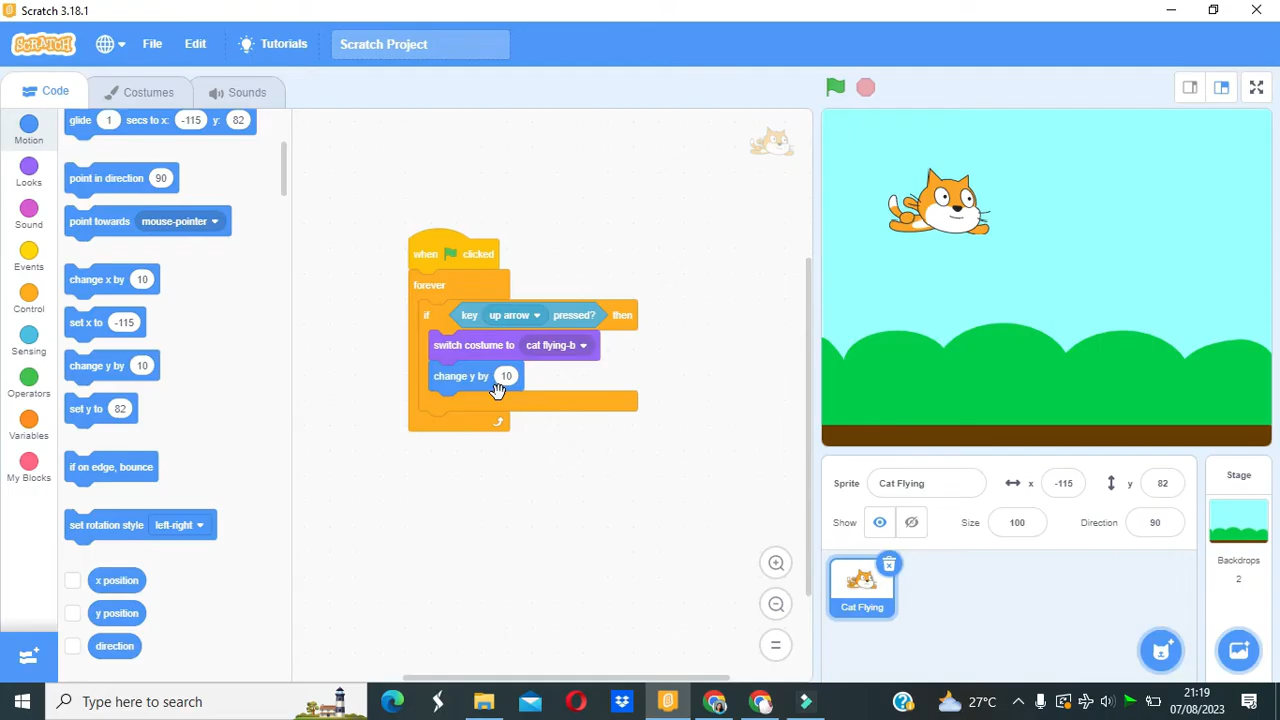 Scratch 3.18.1
SCRATCH File Edit Tutorials Scratch Project
Code Costumes Sounds
Motion
Looks
Sound
Events
Control
Sensing
Operators
Variables
My Blocks
glide 1 secs to x: -115 y: 82
point in direction 90
point towards mouse-pointer
change x by 10
set x to -115
change y by 10
set y to 82
if on edge, bounce
set rotation style left-right
x position
y position
direction
when clicked
forever
if key up arrow pressed? then
switch costume to cat flying-b
change y by 10
Sprite Cat Flying x -115 y 82
Show Size 100 Direction 90
Cat Flying
Stage
Backdrops
2
Type here to search
27°C
21:19
07/08/2023